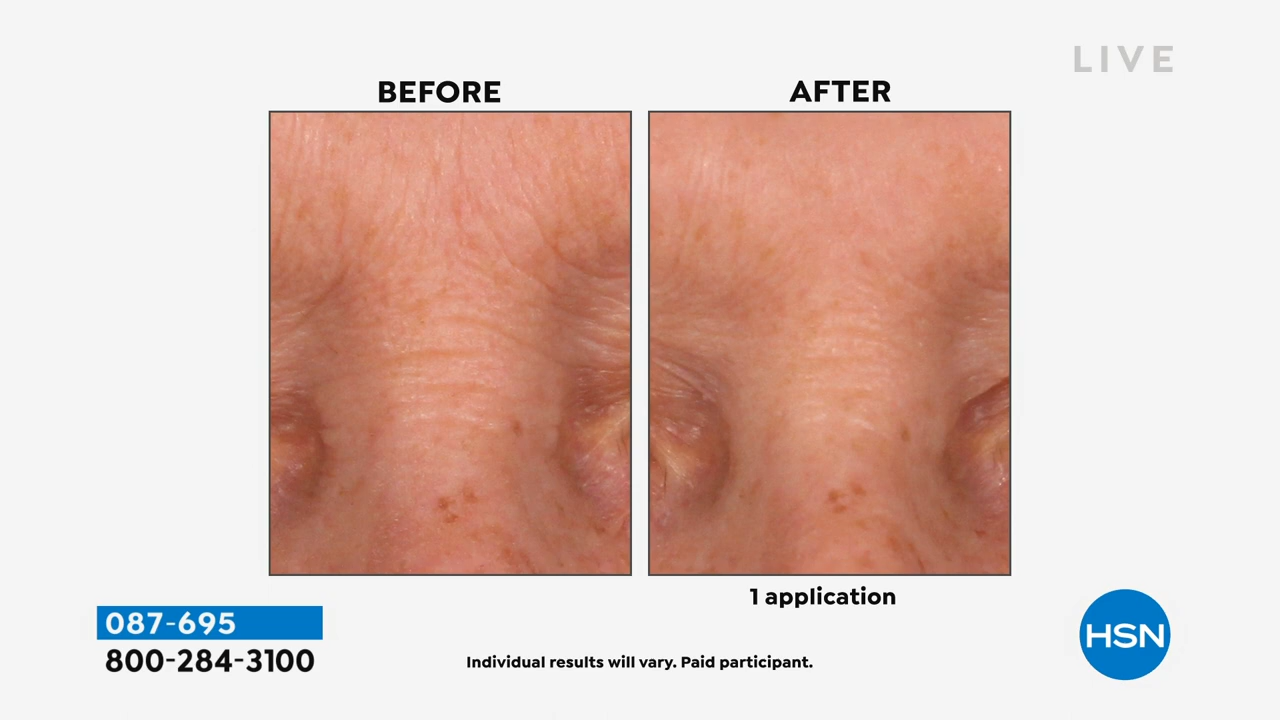 LIVE
BEFORE
AFTER
1 application
087-695
800-284-3100
Individual results will vary. Paid participant.
HSN